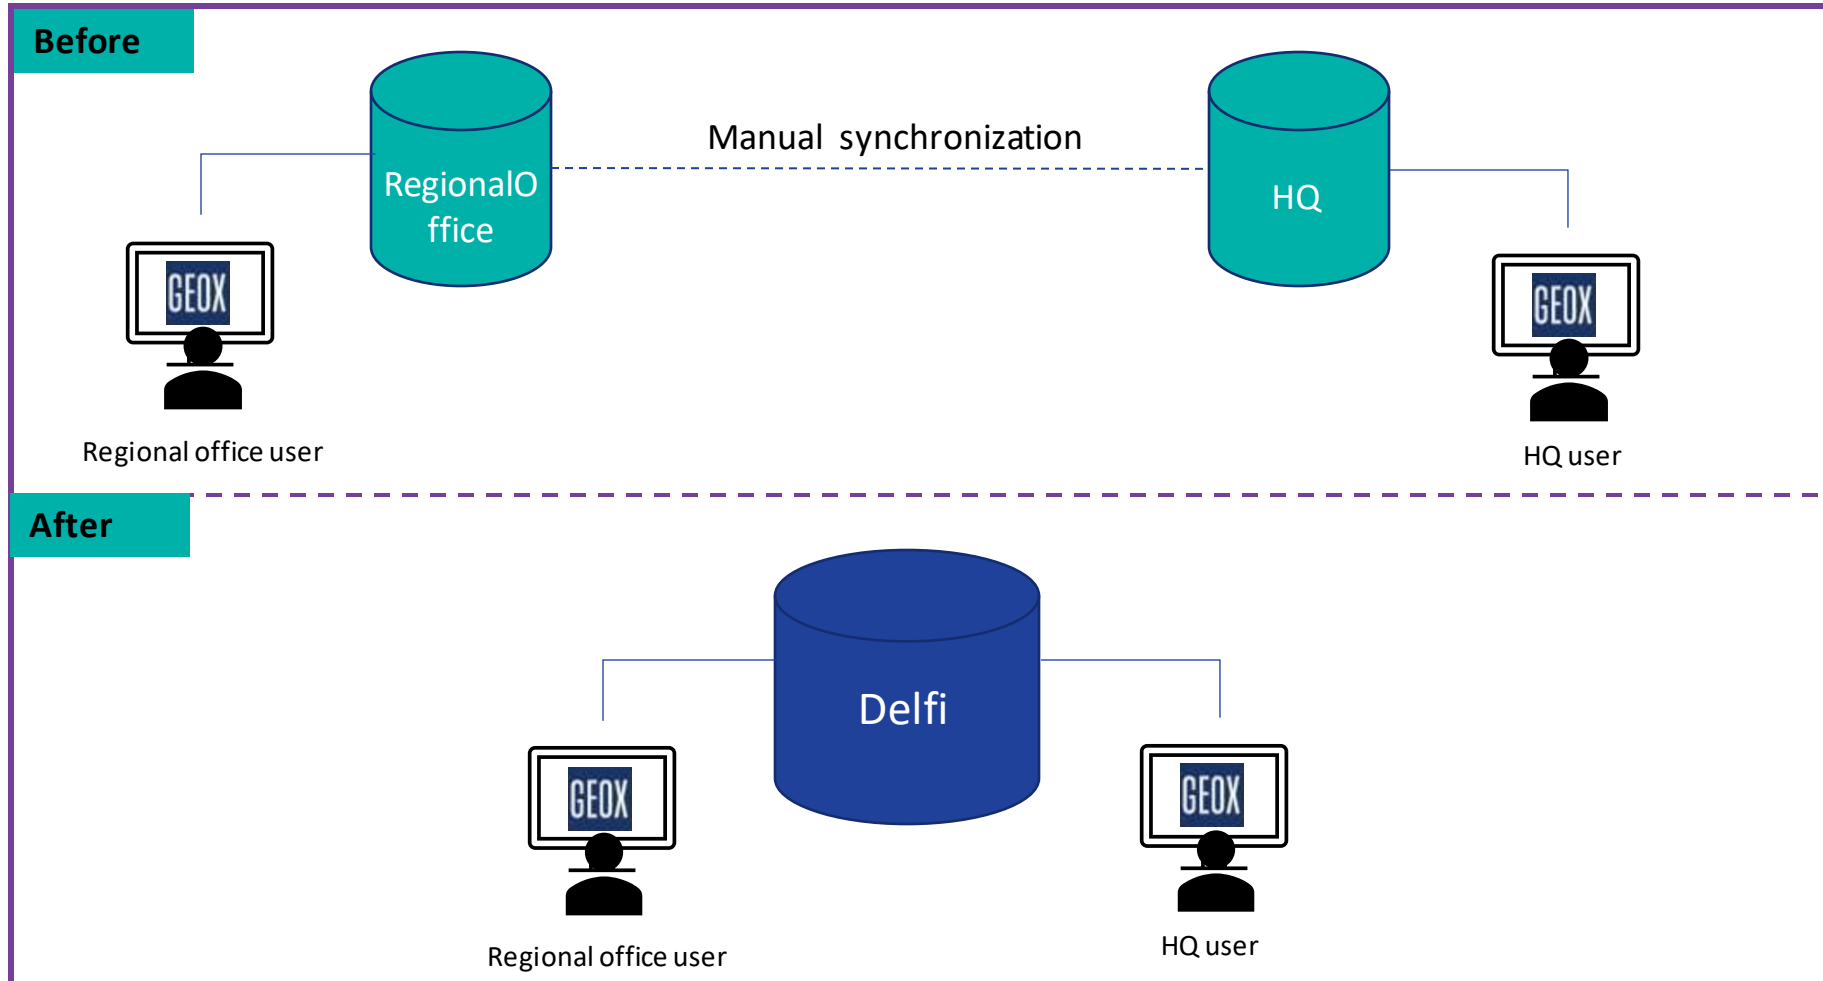 Before
Manual synchronization
RegionalO
ffice
HQ
GEOX
GEOX
Regional office user
HQ user
After
Delfi
GEOX
GEOX
Regional office user
HQ user